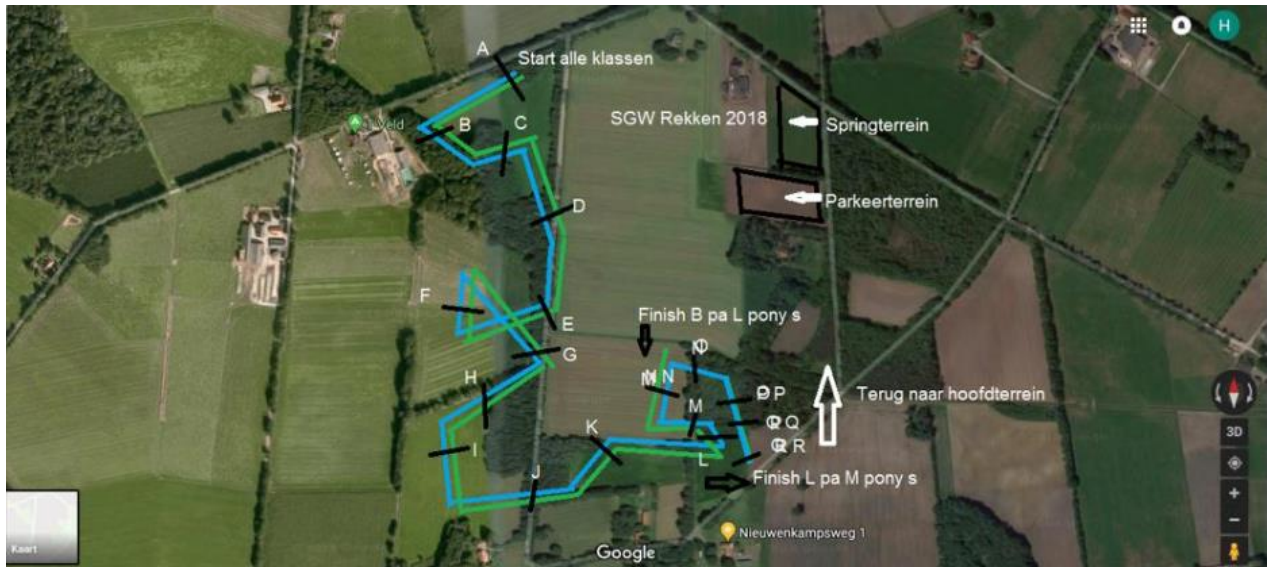 A
Start alle klassen
H
B
C
SGW Rekken 2018
Springterrein
D
Parkeerterrein
F
E
Finish B pa L pony s
G
H
N
P
Terug naar hoofdterrein
M
K
Q
3D
I
L
R
J
Finish L pa M pony s
Nieuwenkampsweg 1
Kaart
Google